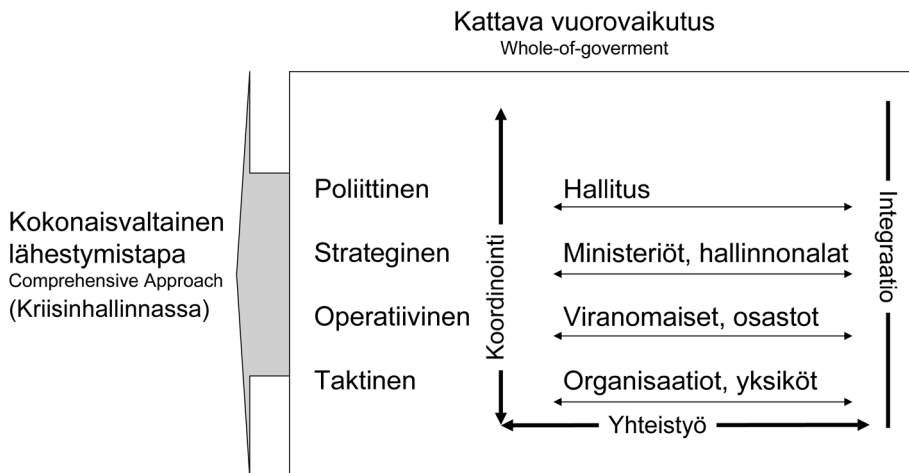 Kattava vuorovaikutus
Whole-of-goverment
Kokonaisvaltainen
lähestymistapa
Comprehensive Approach
(Kriisinhallinnassa)
Poliittinen
Strateginen
Operatiivinen
Taktinen
Koordinointi
Hallitus
Ministeriöt, hallinnonalat
Viranomaiset, osastot
Organisaatiot, yksiköt
Yhteistyö
Integraatio